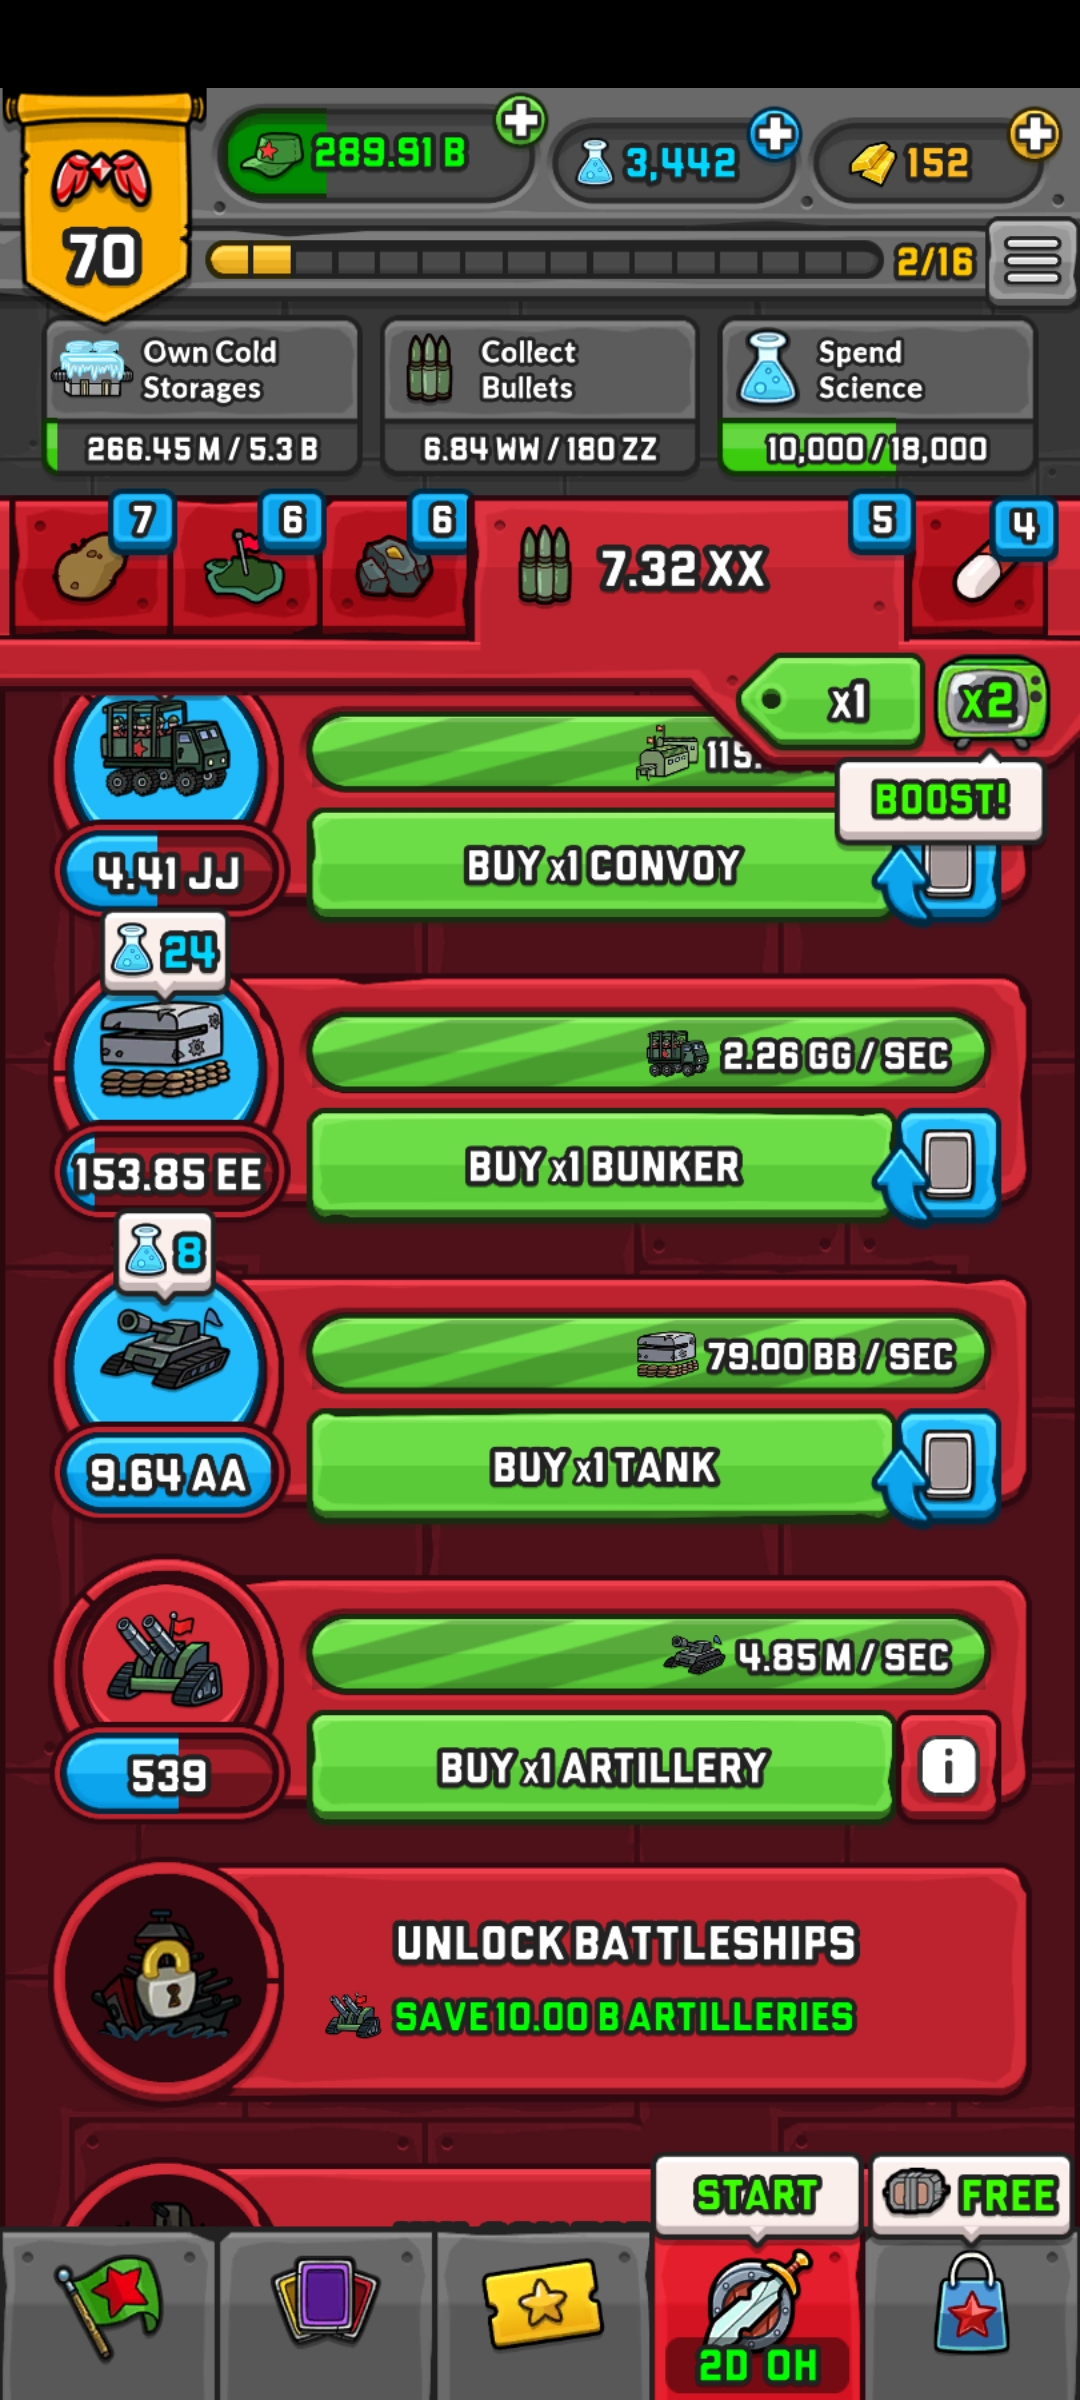 289.91 B
3,442
152
70
2/16
Own Cold
Storages
266.45 M / 5.3 B
Collect
Bullets
6.84 WW / 180 ZZ
Spend
Science
10,000 / 18,000
7
6
6
7.32 XX
5
4
x1
x2
115.
BOOST!
4.41 JJ
BUY x1 CONVOY
24
2.26 GG / SEC
153.85 EE
BUY x1 BUNKER
8
79.00 BB / SEC
9.64 AA
BUY x1 TANK
4.85 M / SEC
539
BUY x1 ARTILLERY
i
UNLOCK BATTLESHIPS
SAVE 10.00 B ARTILLERIES
START
FREE
2D 0H